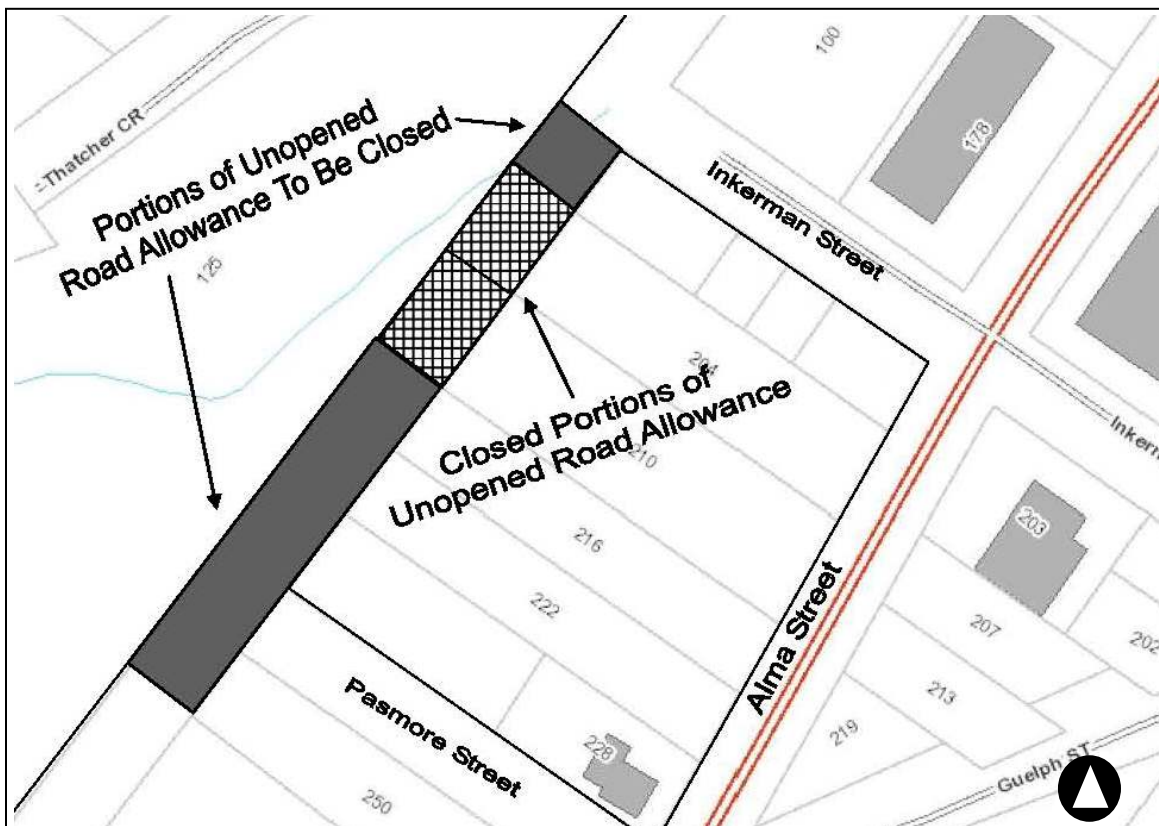 100
178
Thatcher CR
Portions of Unopened
Road Allowance To Be Closed
125
Inkerman Street
204
210
Closed Portions of
Unopened Road Allowance
Inkerm
203
216
222
Alma Street
207
202
213
219
Pasmore Street
228
250
Guelph ST